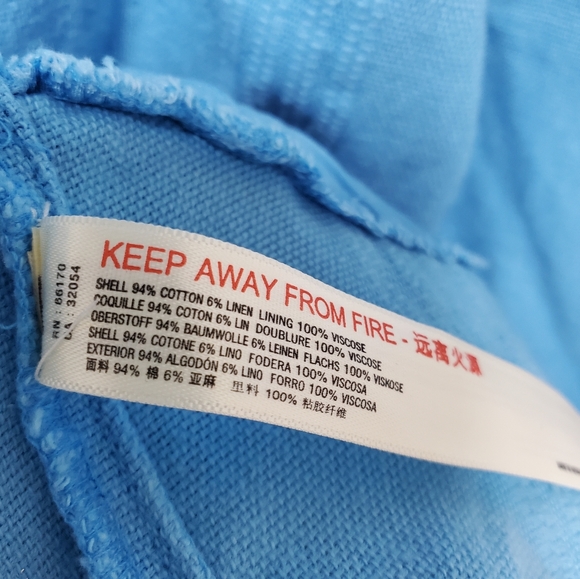 KEEP AWAY FROM FIRE - 远离火源
SHELL 94% COTTON 6% LINEN LINING 100% VISCOSE
COQUILLE 94% COTON 6% LIN DOUBLURE 100% VISCOSE
OBERSTOFF 94% BAUMWOLLE 6% LEINEN FLACHS 100% VISKOSE
SHELL 94% COTONE 6% LINO FODERA 100% VISCOSA
EXTERIOR 94% ALGODÓN 6% LINO FORRO 100% VISCOSA
面料 94% 棉 6% 亚麻 里料 100% 粘胶纤维
RN : 66170
CA : 32054